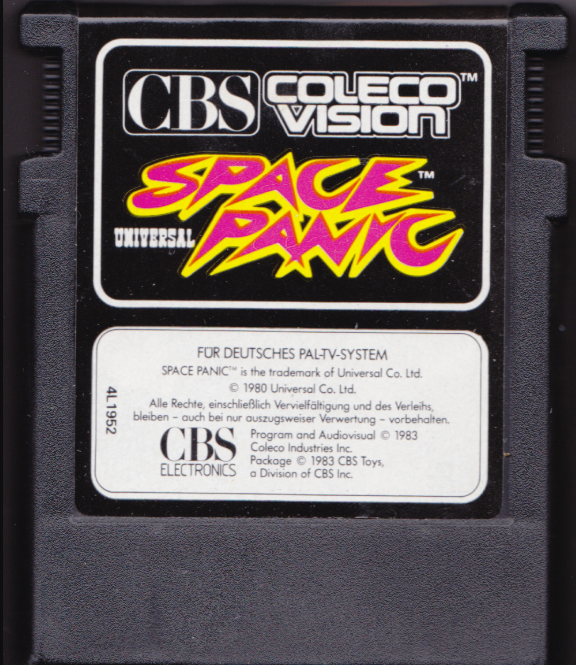 CBS COLECO VISION™
SPACE PANIC™
UNIVERSAL
FÜR DEUTSCHES PAL-TV-SYSTEM
SPACE PANIC™ is the trademark of Universal Co. Ltd.
© 1980 Universal Co. Ltd.
Alle Rechte, einschließlich Vervielfältigung und des Verleihs,
bleiben – auch bei nur auszugsweiser Verwertung – vorbehalten.
CBS
ELECTRONICS
Program and Audiovisual © 1983
Coleco Industries Inc.
Package © 1983 CBS Toys,
a Division of CBS Inc.
4L1952